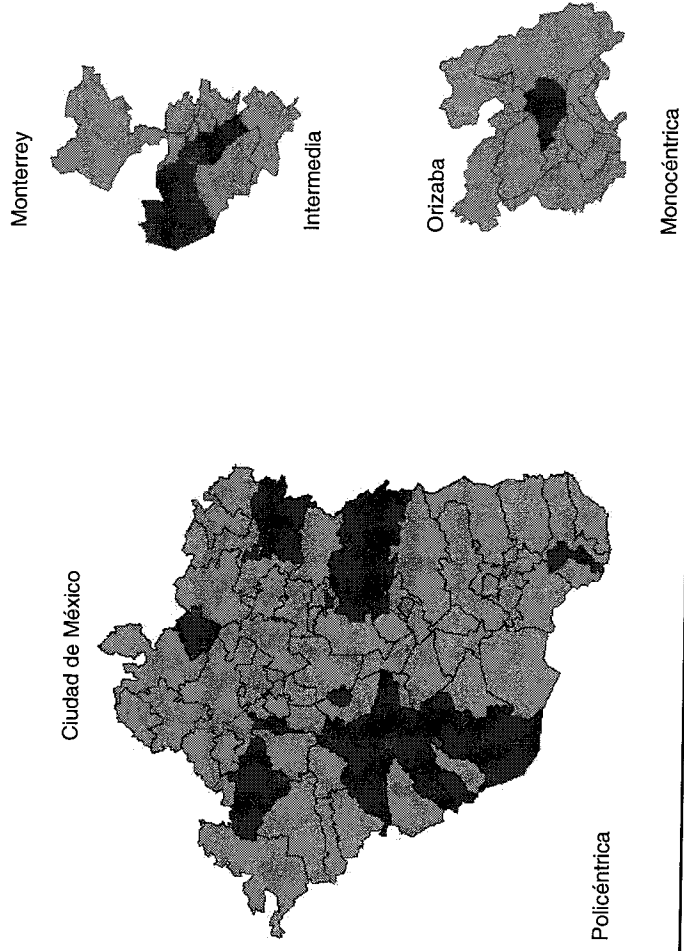 Ciudad de México
Policéntrica
Monterrey
Intermedia
Orizaba
Monocéntrica